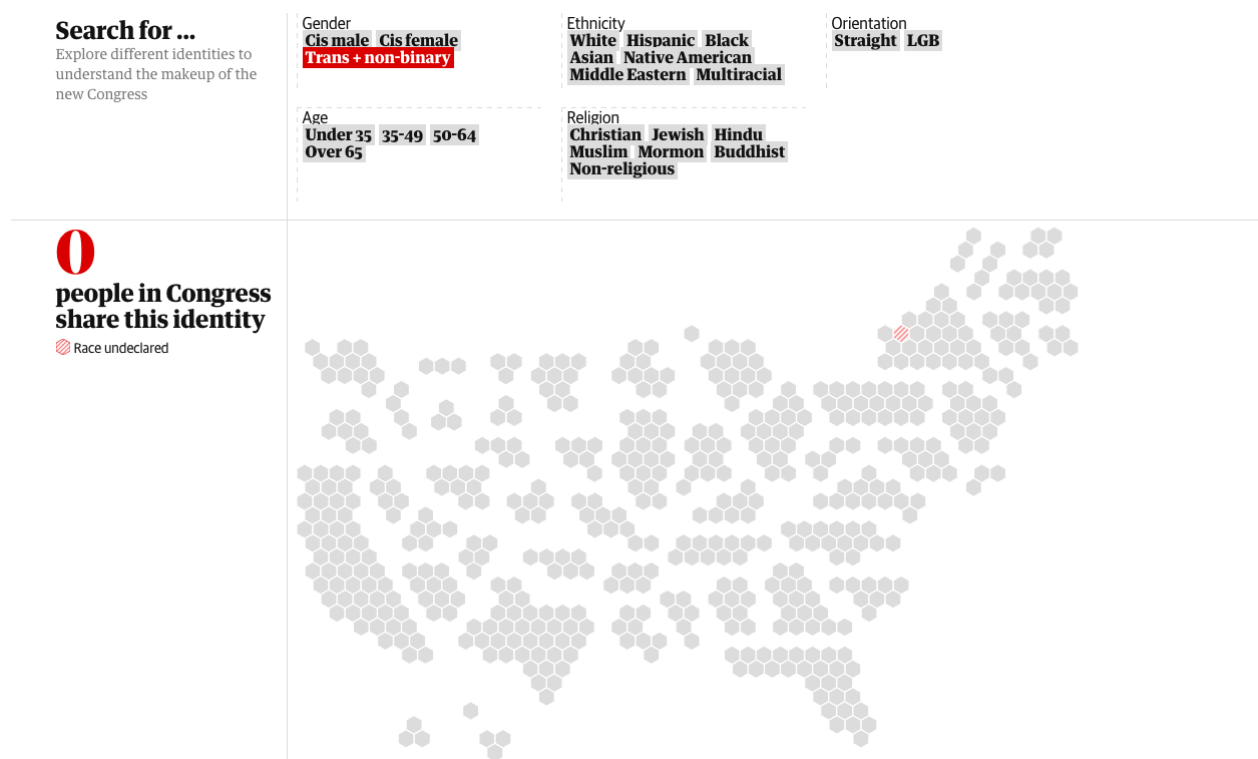 Search for ...
Explore different identities to
understand the makeup of the
new Congress
Gender
Cis male Cis female
Trans + non-binary
Ethnicity
White Hispanic Black
Asian Native American
Middle Eastern Multiracial
Orientation
Straight LGB
Age
Under 35 35-49 50-64
Over 65
Religion
Christian Jewish Hindu
Muslim Mormon Buddhist
Non-religious
0
people in Congress
share this identity
Race undeclared